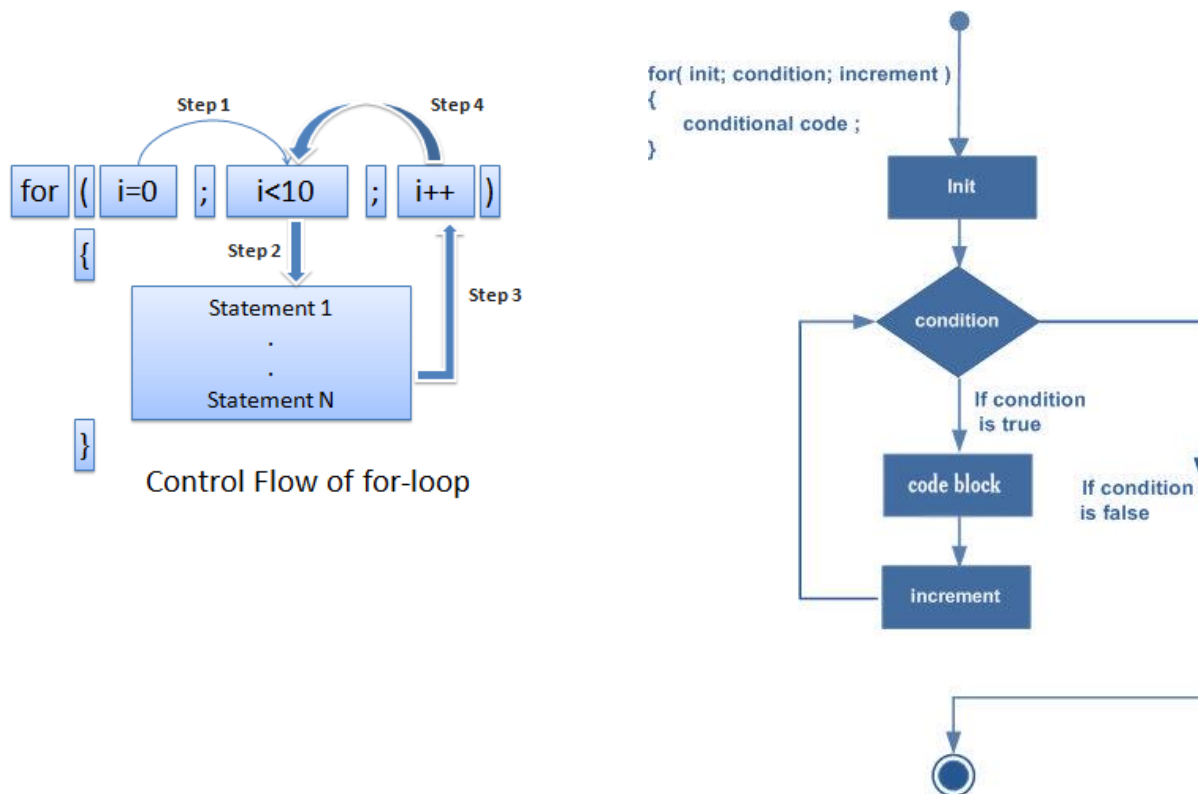 Step 1
Step 4
for ( i=0 ; i<10 ; i++ )
{
Step 2
Step 3
Statement 1
.
.
Statement N
}
Control Flow of for-loop
for( init; condition; increment )
{
conditional code ;
}
Init
condition
If condition
is true
code block
If condition
is false
increment